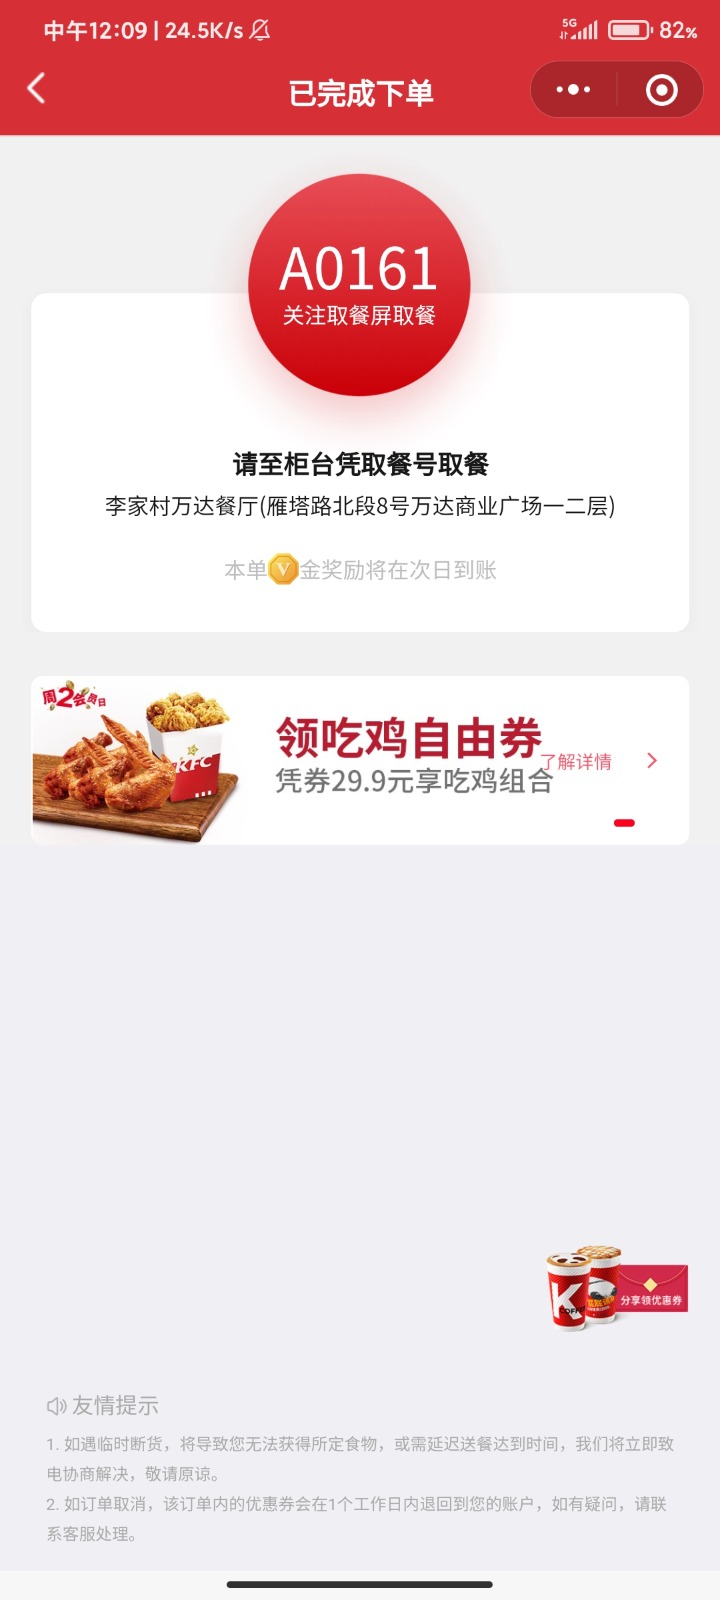 中午12:09 | 24.5K/s
5G
82%
已完成下单
A0161
关注取餐屏取餐
请至柜台凭取餐号取餐
李家村万达餐厅(雁塔路北段8号万达商业广场一二层)
本单V金奖励将在次日到账
周2会员日
KFC
领吃鸡自由券
凭券29.9元享吃鸡组合
了解详情
K
COFFEE
分享领优惠券
友情提示
1. 如遇临时断货，将导致您无法获得所定食物，或需延迟送餐达到时间，我们将立即致
电协商解决，敬请原谅。
2. 如订单取消，该订单内的优惠券会在1个工作日内退回到您的账户，如有疑问，请联
系客服处理。